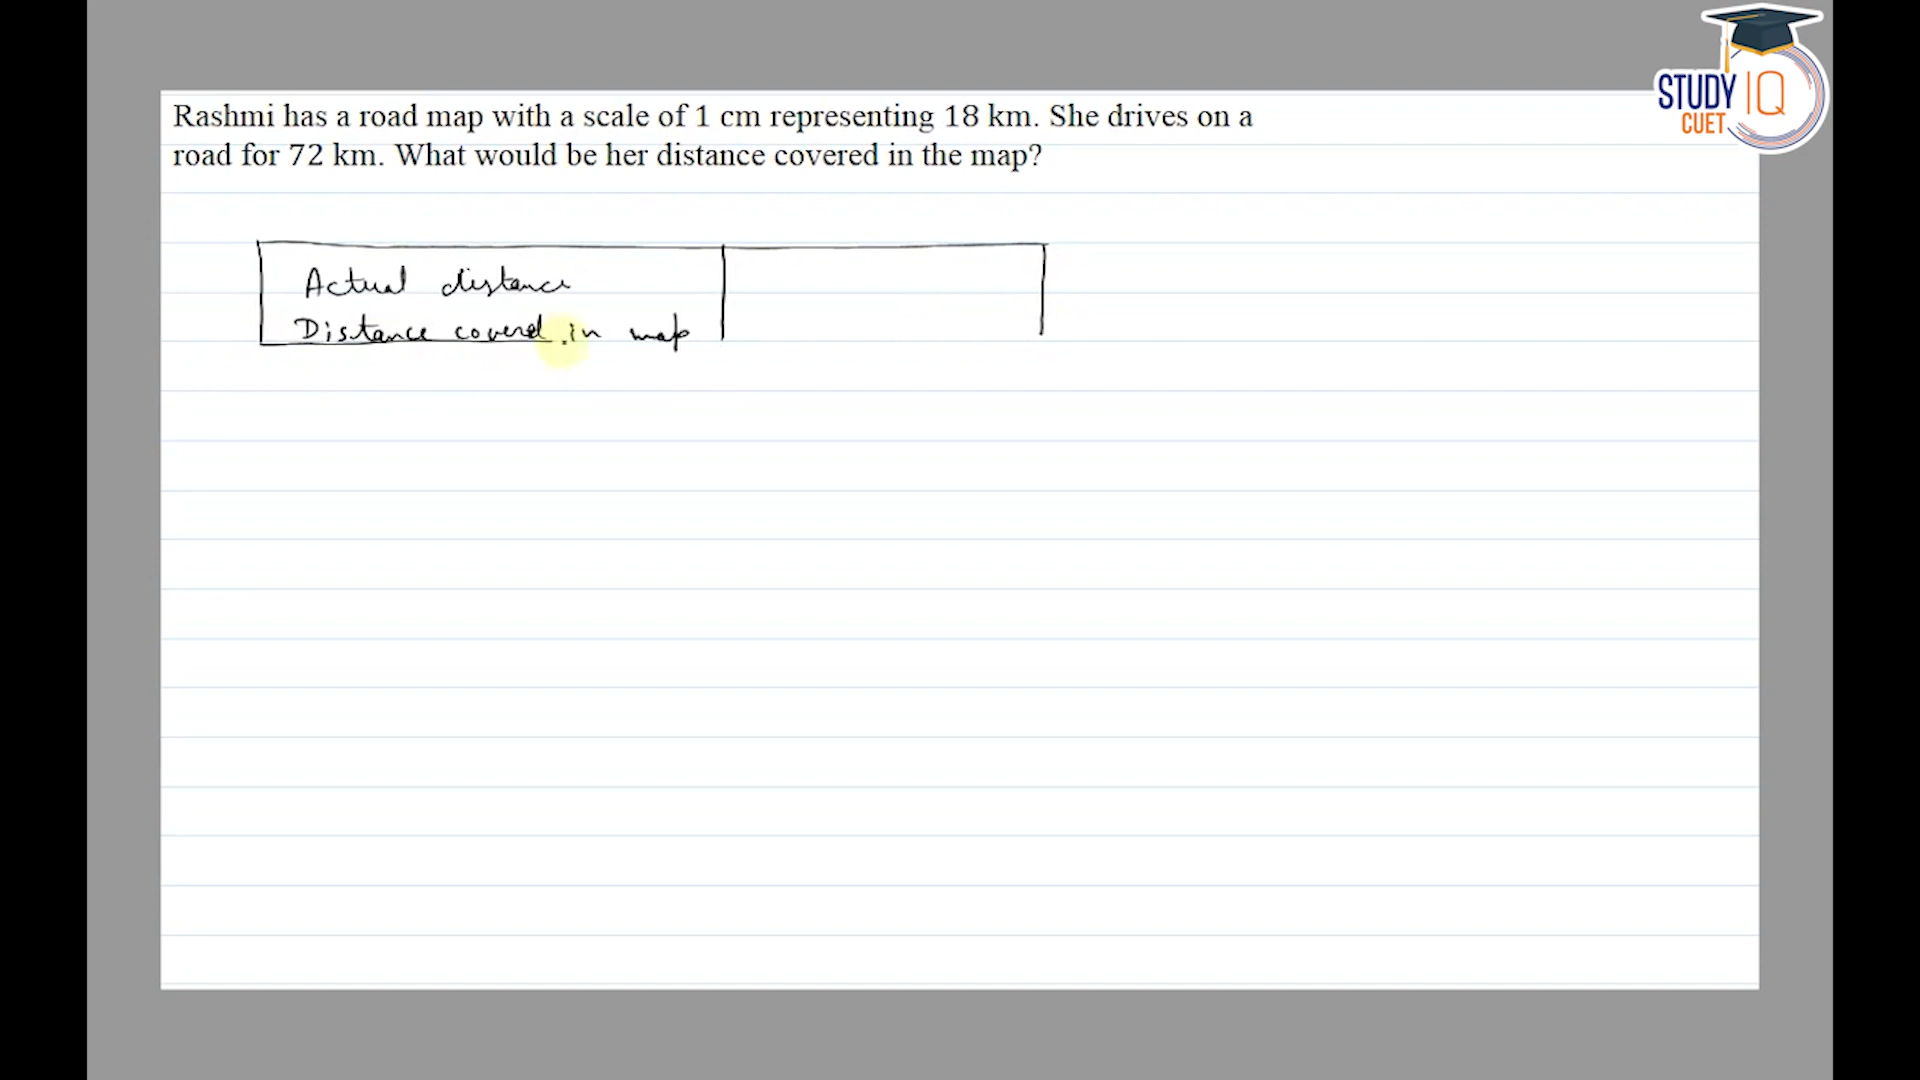 STUDY IQ
CUET
Rashmi has a road map with a scale of 1 cm representing 18 km. She drives on a
road for 72 km. What would be her distance covered in the map?
Actual distance
Distance covered in map